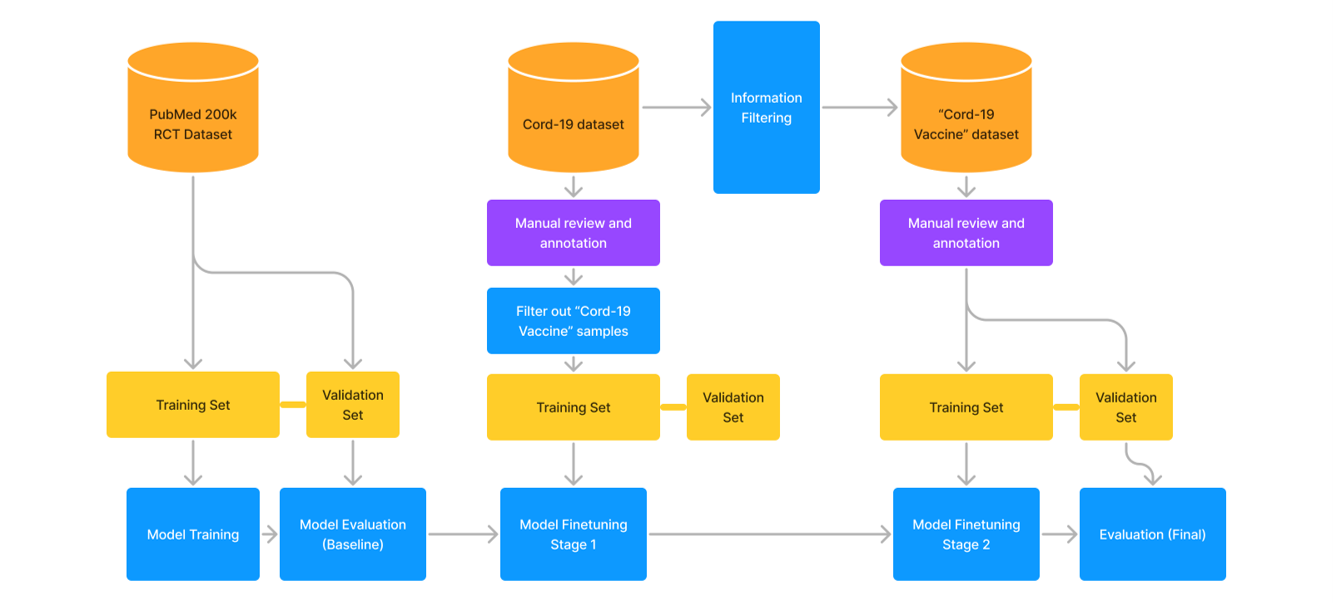 PubMed 200k
RCT Dataset
Cord-19 dataset
Information
Filtering
“Cord-19
Vaccine” dataset
Manual review and
annotation
Manual review and
annotation
Filter out “Cord-19
Vaccine” samples
Training Set
Validation
Set
Training Set
Validation
Set
Training Set
Validation
Set
Model Training
Model Evaluation
(Baseline)
Model Finetuning
Stage 1
Model Finetuning
Stage 2
Evaluation (Final)